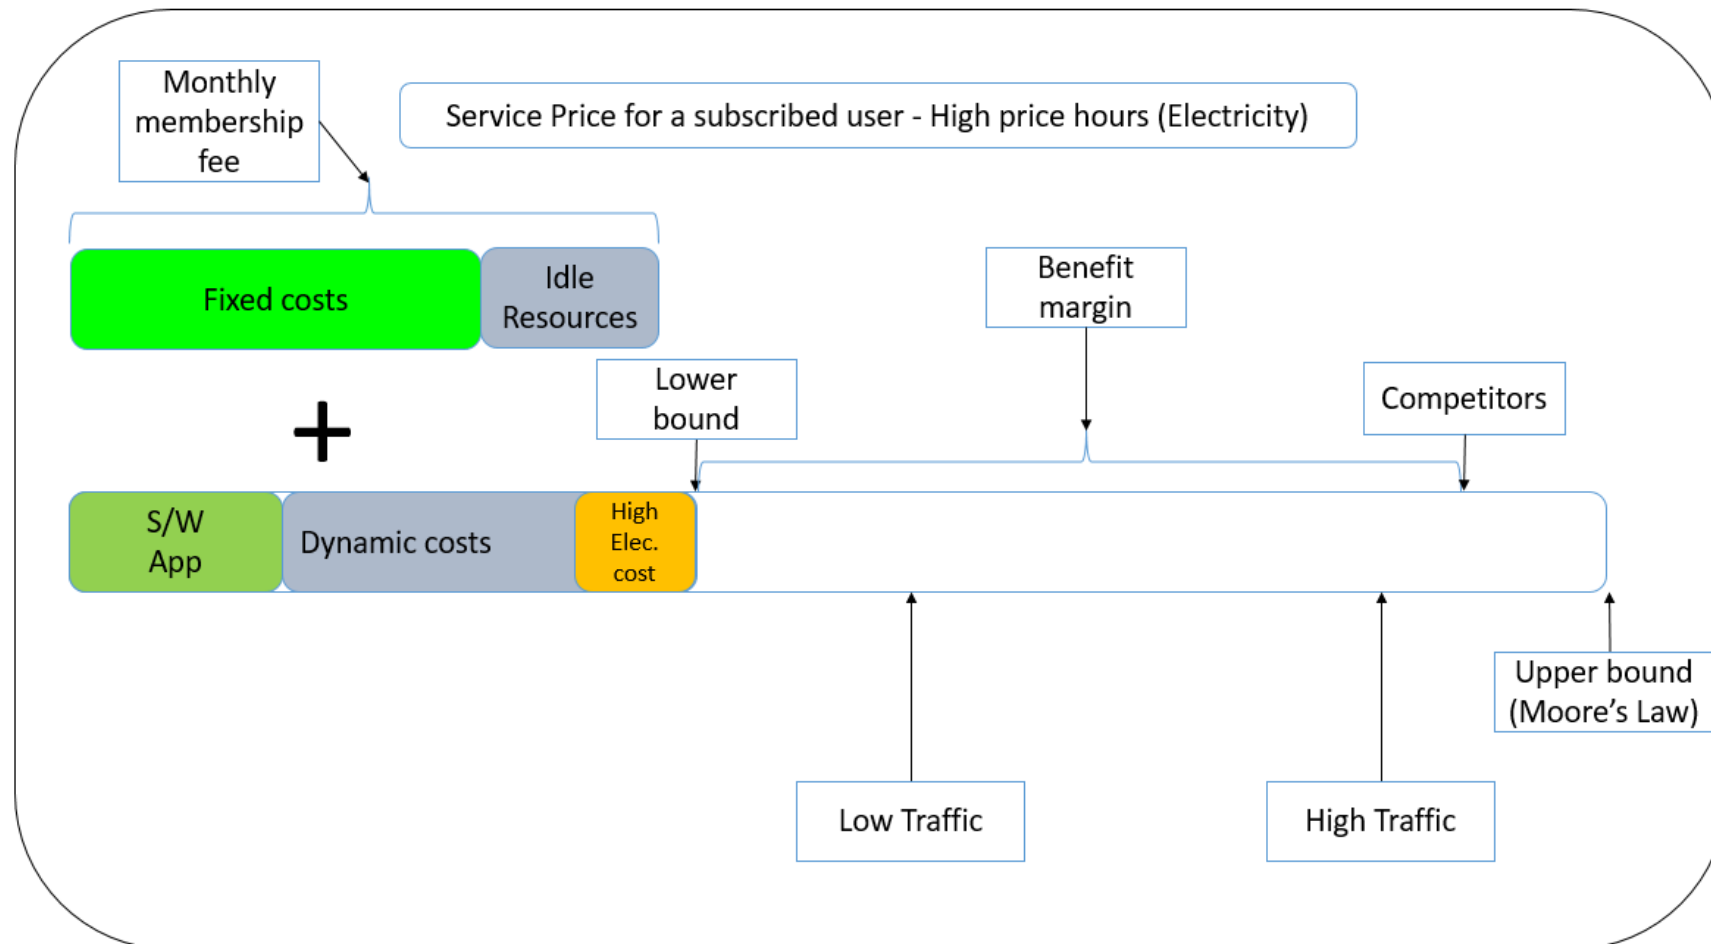 Monthly
membership
fee
Service Price for a subscribed user - High price hours (Electricity)
Fixed costs
Idle
Resources
Benefit
margin
Lower
bound
Competitors
+
S/W
App
Dynamic costs
High
Elec.
cost
Upper bound
(Moore’s Law)
Low Traffic
High Traffic